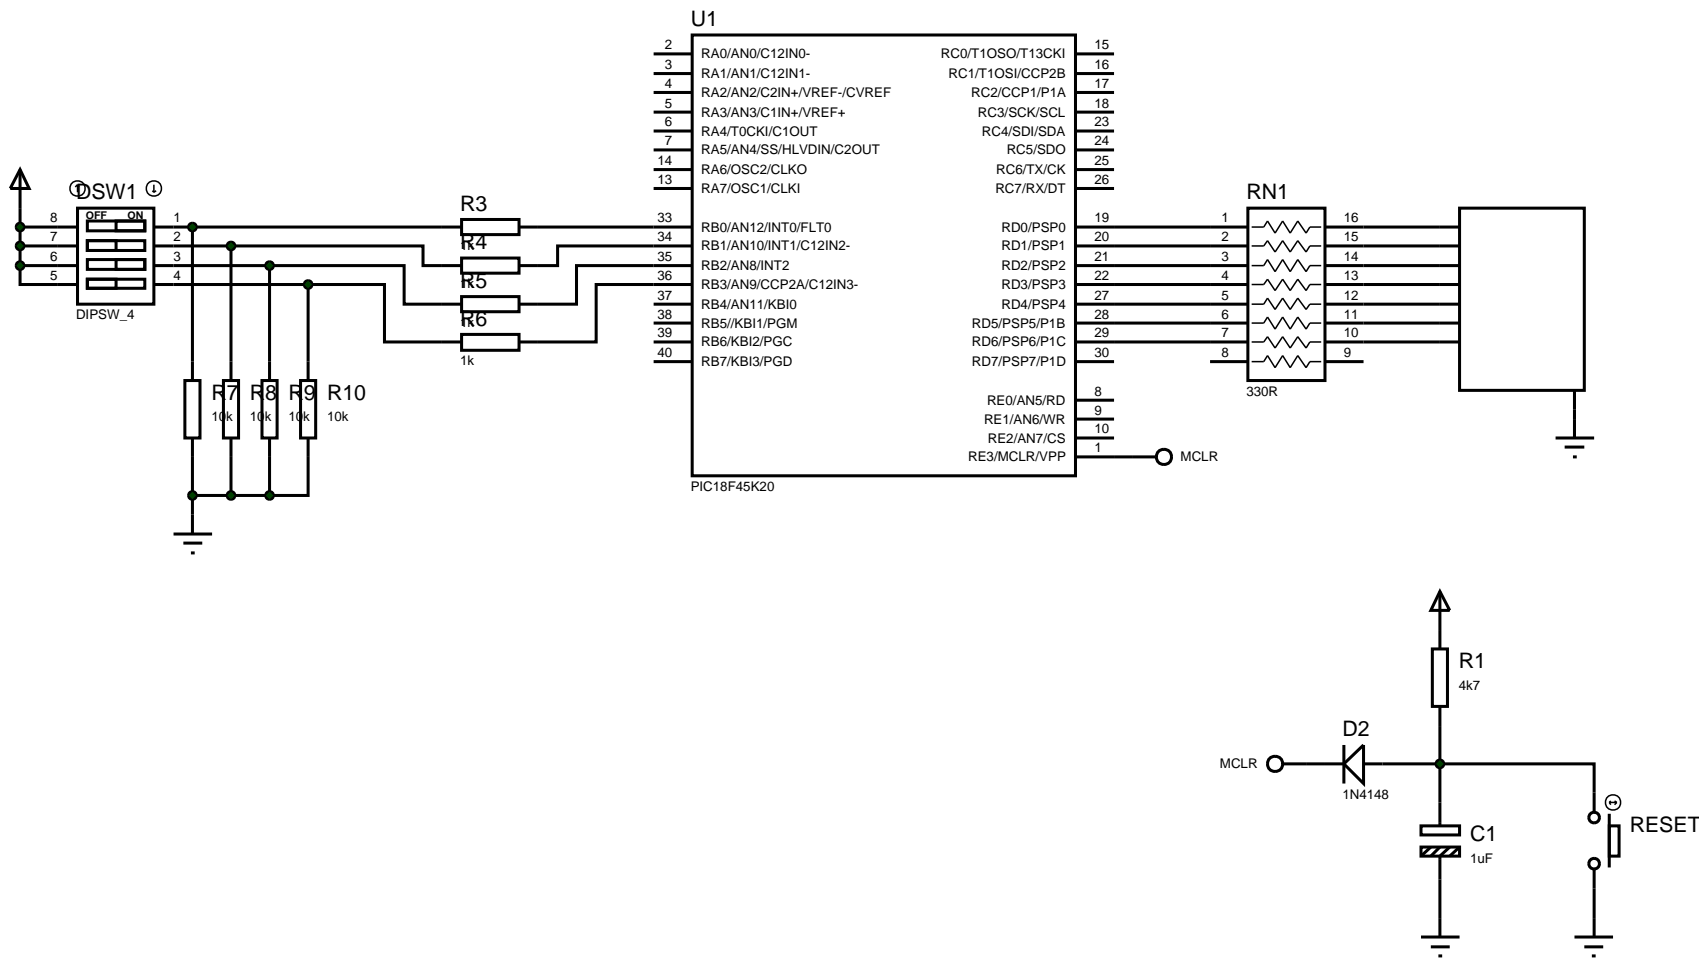 U1
2 RA0/AN0/C12IN0- RC0/T1OSO/T13CKI 15
3 RA1/AN1/C12IN1- RC1/T1OSI/CCP2B 16
4 RA2/AN2/C2IN+/VREF-/CVREF RC2/CCP1/P1A 17
5 RA3/AN3/C1IN+/VREF+ RC3/SCK/SCL 18
6 RA4/T0CKI/C1OUT RC4/SDI/SDA 23
7 RA5/AN4/SS/HLVDIN/C2OUT RC5/SDO 24
14 RA6/OSC2/CLKO RC6/TX/CK 25
13 RA7/OSC1/CLKI RC7/RX/DT 26
33 RB0/AN12/INT0/FLT0 RD0/PSP0 19
34 RB1/AN10/INT1/C12IN2- RD1/PSP1 20
35 RB2/AN8/INT2 RD2/PSP2 21
36 RB3/AN9/CCP2A/C12IN3- RD3/PSP3 22
37 RB4/AN11/KBI0 RD4/PSP4 27
38 RB5//KBI1/PGM RD5/PSP5/P1B 28
39 RB6/KBI2/PGC RD6/PSP6/P1C 29
40 RB7/KBI3/PGD RD7/PSP7/P1D 30
RE0/AN5/RD 8
RE1/AN6/WR 9
RE2/AN7/CS 10
RE3/MCLR/VPP 1 MCLR
PIC18F45K20
DSW1
OFF ON
8 1
7 2
6 3
5 4
DIPSW_4
R3
1k
R4
1k
R5
1k
R6
1k
R7
10k
R8
10k
R9
10k
R10
10k
RN1
1 16
2 15
3 14
4 13
5 12
6 11
7 10
8 9
330R
R1
4k7
D2
MCLR
1N4148
C1
1uF
RESET